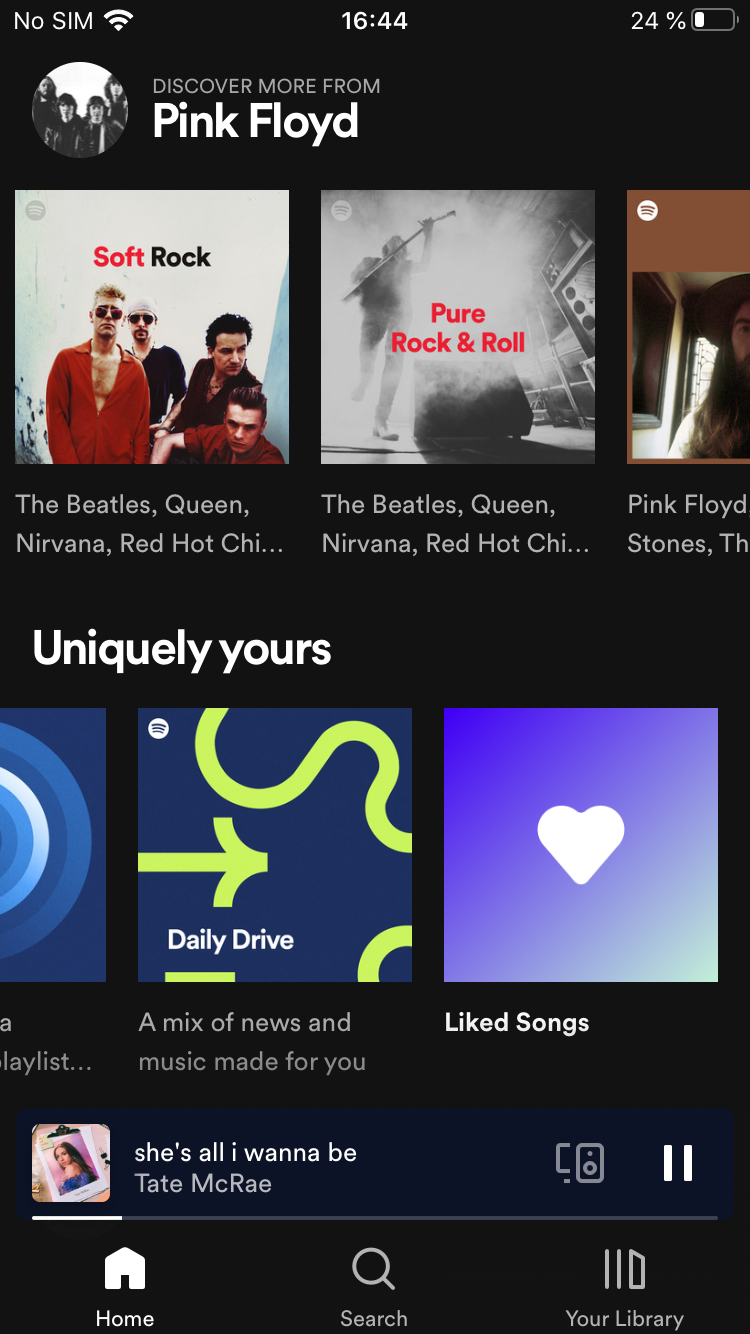 No SIM 16:44 24 %
DISCOVER MORE FROM
Pink Floyd
Soft Rock
Pure
Rock & Roll
The Beatles, Queen,
Nirvana, Red Hot Chi...
The Beatles, Queen,
Nirvana, Red Hot Chi...
Pink Floyd
Stones, Th
Uniquely yours
Daily Drive
a
laylist...
A mix of news and
music made for you
Liked Songs
she's all i wanna be
Tate McRae
Home
Search
Your Library